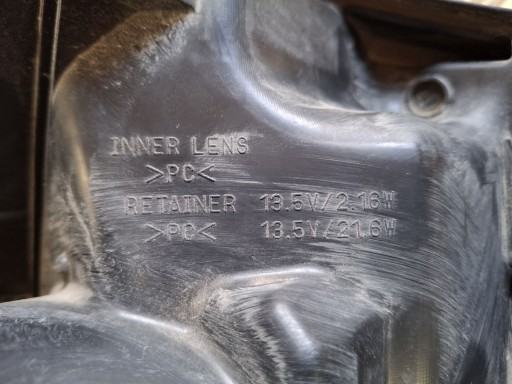 INNER LENS
>PC<
RETAINER 13.5V/2.16W
>PC< 13.5V/21.6W